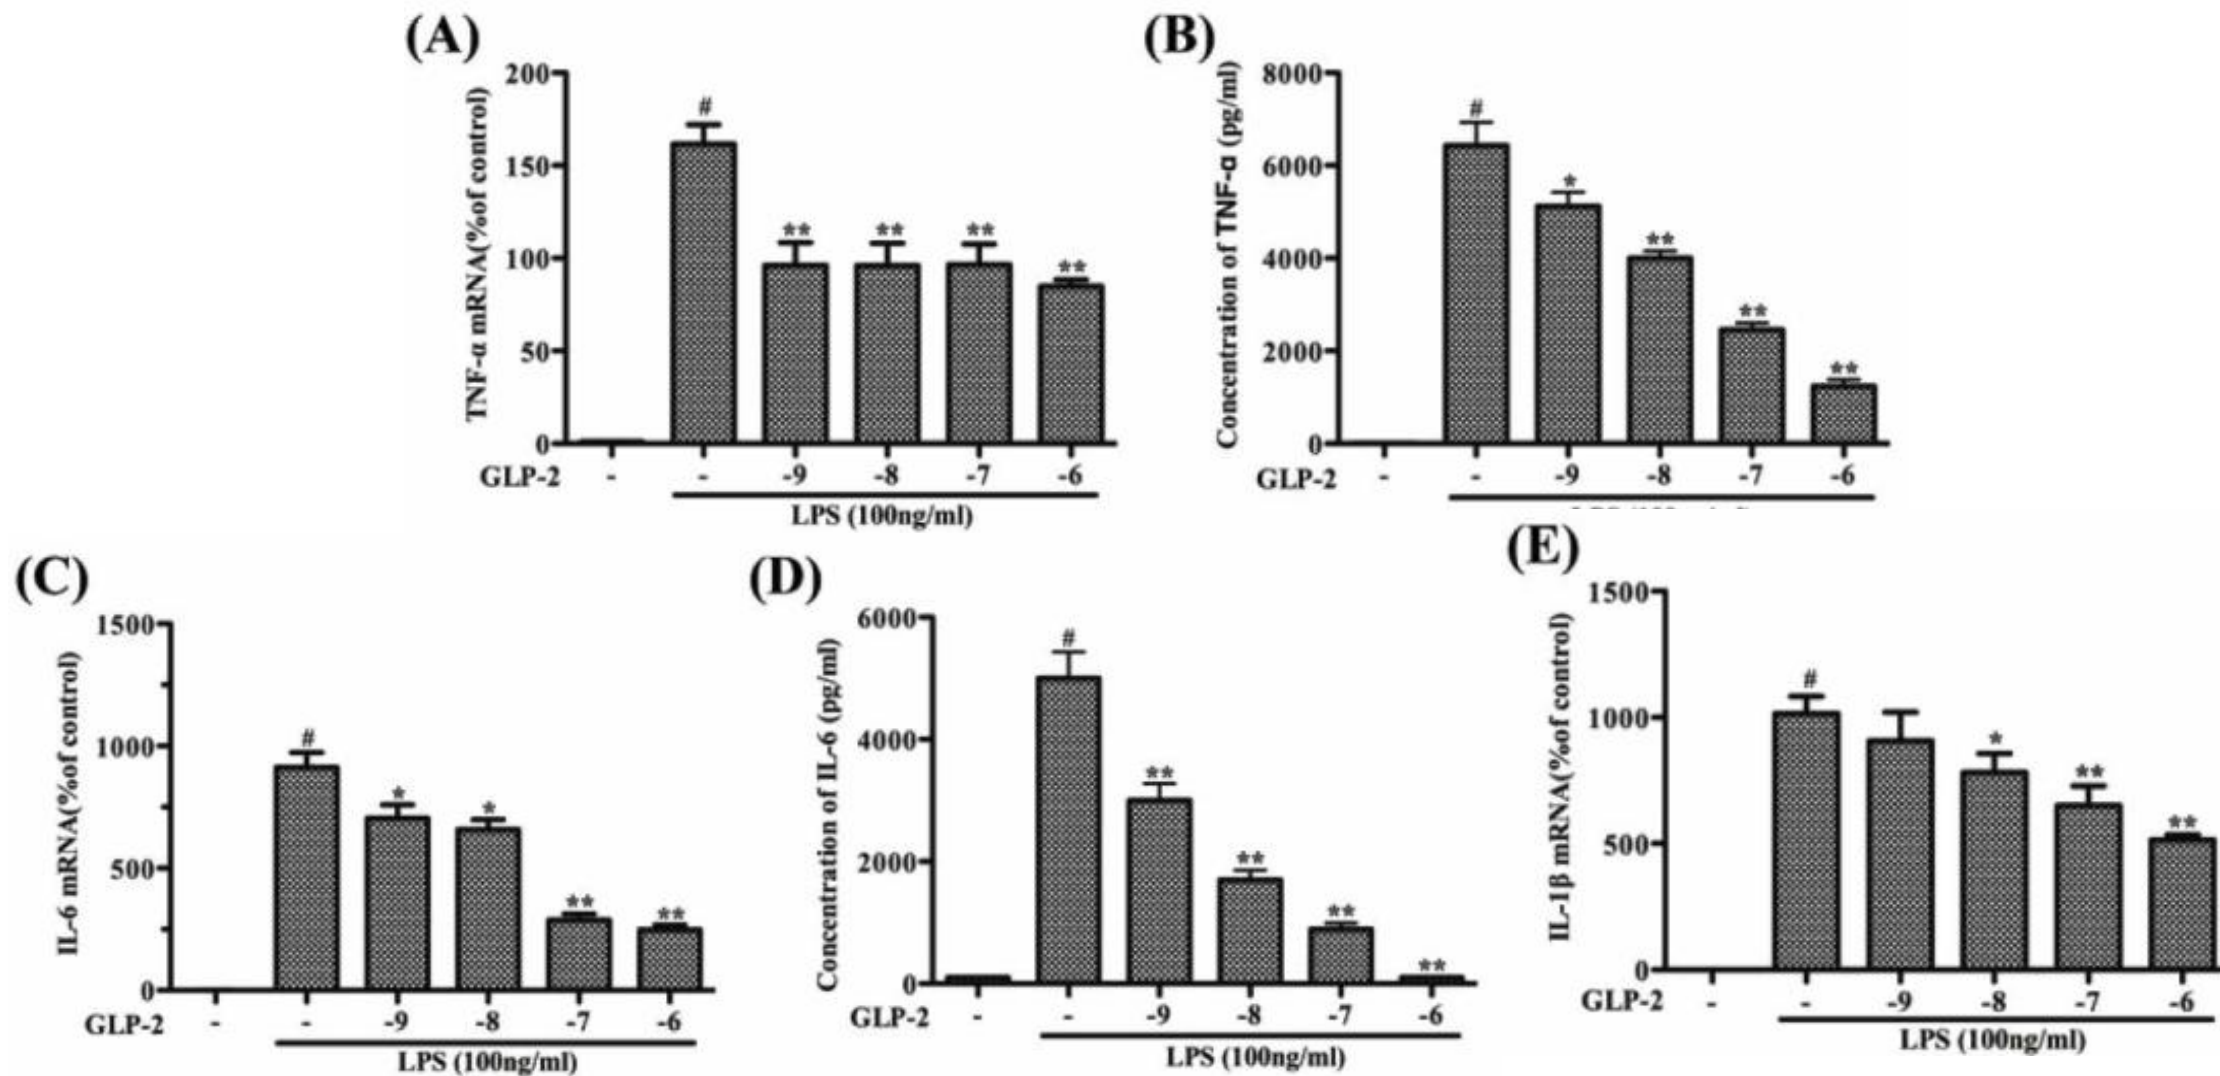 (A)
TNF-α mRNA(%of control)
200
150
100
50
0
#
**
**
**
**
GLP-2 - - -9 -8 -7 -6
LPS (100ng/ml)
(B)
Concentration of TNF-α (pg/ml)
8000
6000
4000
2000
0
#
*
**
**
**
GLP-2 - - -9 -8 -7 -6
(C)
IL-6 mRNA(%of control)
1500
1000
500
0
#
*
*
**
**
GLP-2 - - -9 -8 -7 -6
LPS (100ng/ml)
(D)
Concentration of IL-6 (pg/ml)
6000
4000
2000
0
#
**
**
**
**
GLP-2 - - -9 -8 -7 -6
LPS (100ng/ml)
(E)
IL-1β mRNA(%of control)
1500
1000
500
0
#
*
**
**
GLP-2 - - -9 -8 -7 -6
LPS (100ng/ml)